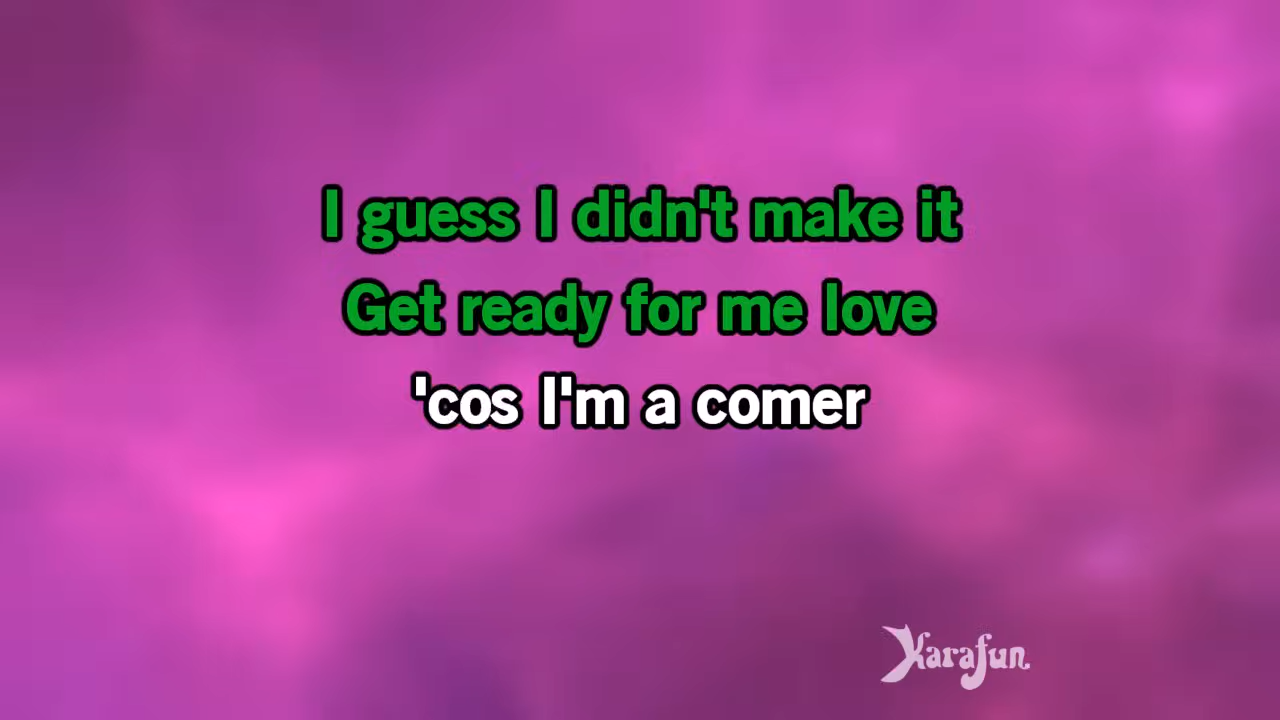 I guess I didn't make it
Get ready for me love
'cos I'm a comer
Karafun